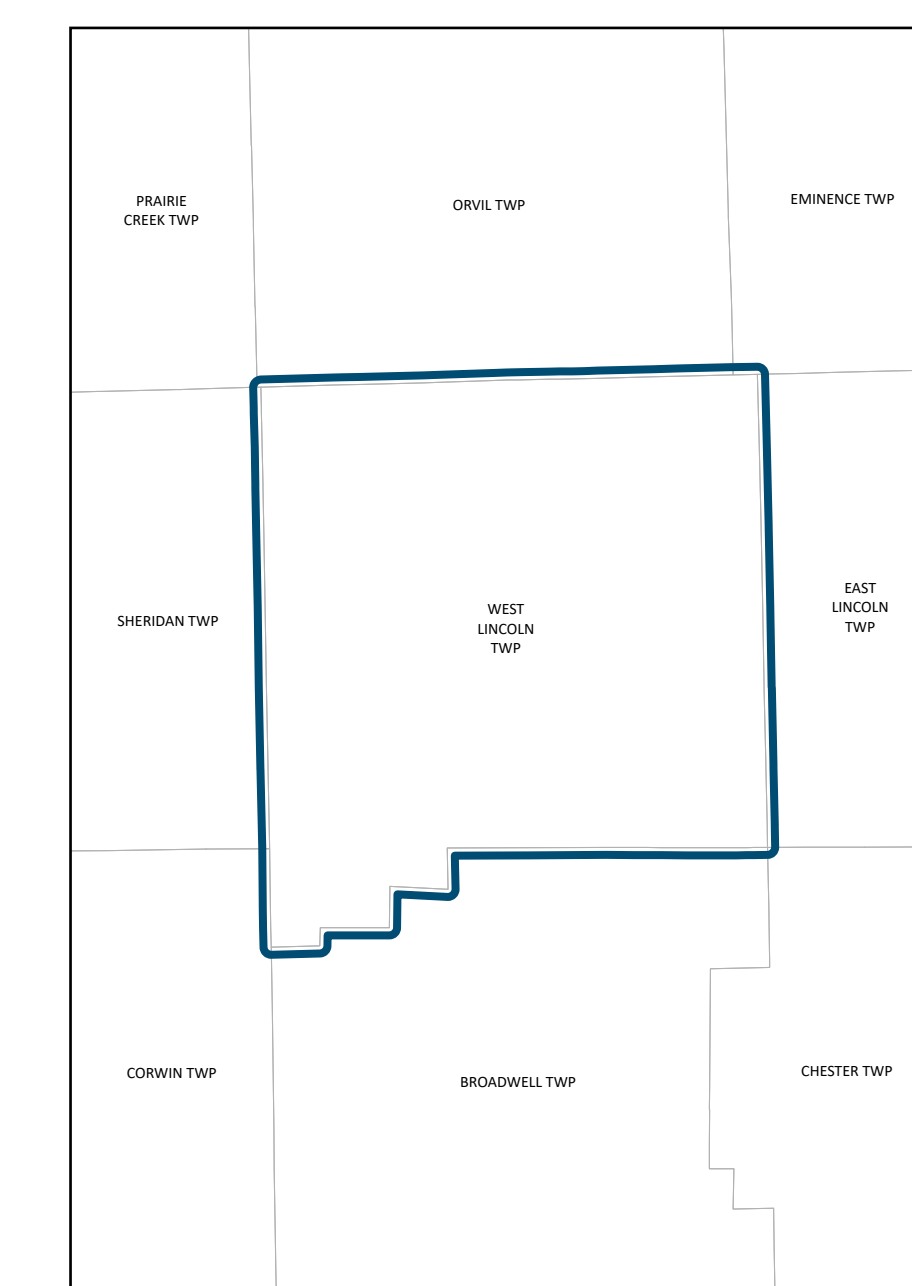 PRAIRIE
CREEK TWP
ORVIL TWP
EMINENCE TWP
SHERIDAN TWP
WEST
LINCOLN
TWP
EAST
LINCOLN
TWP
CORWIN TWP
BROADWELL TWP
CHESTER TWP